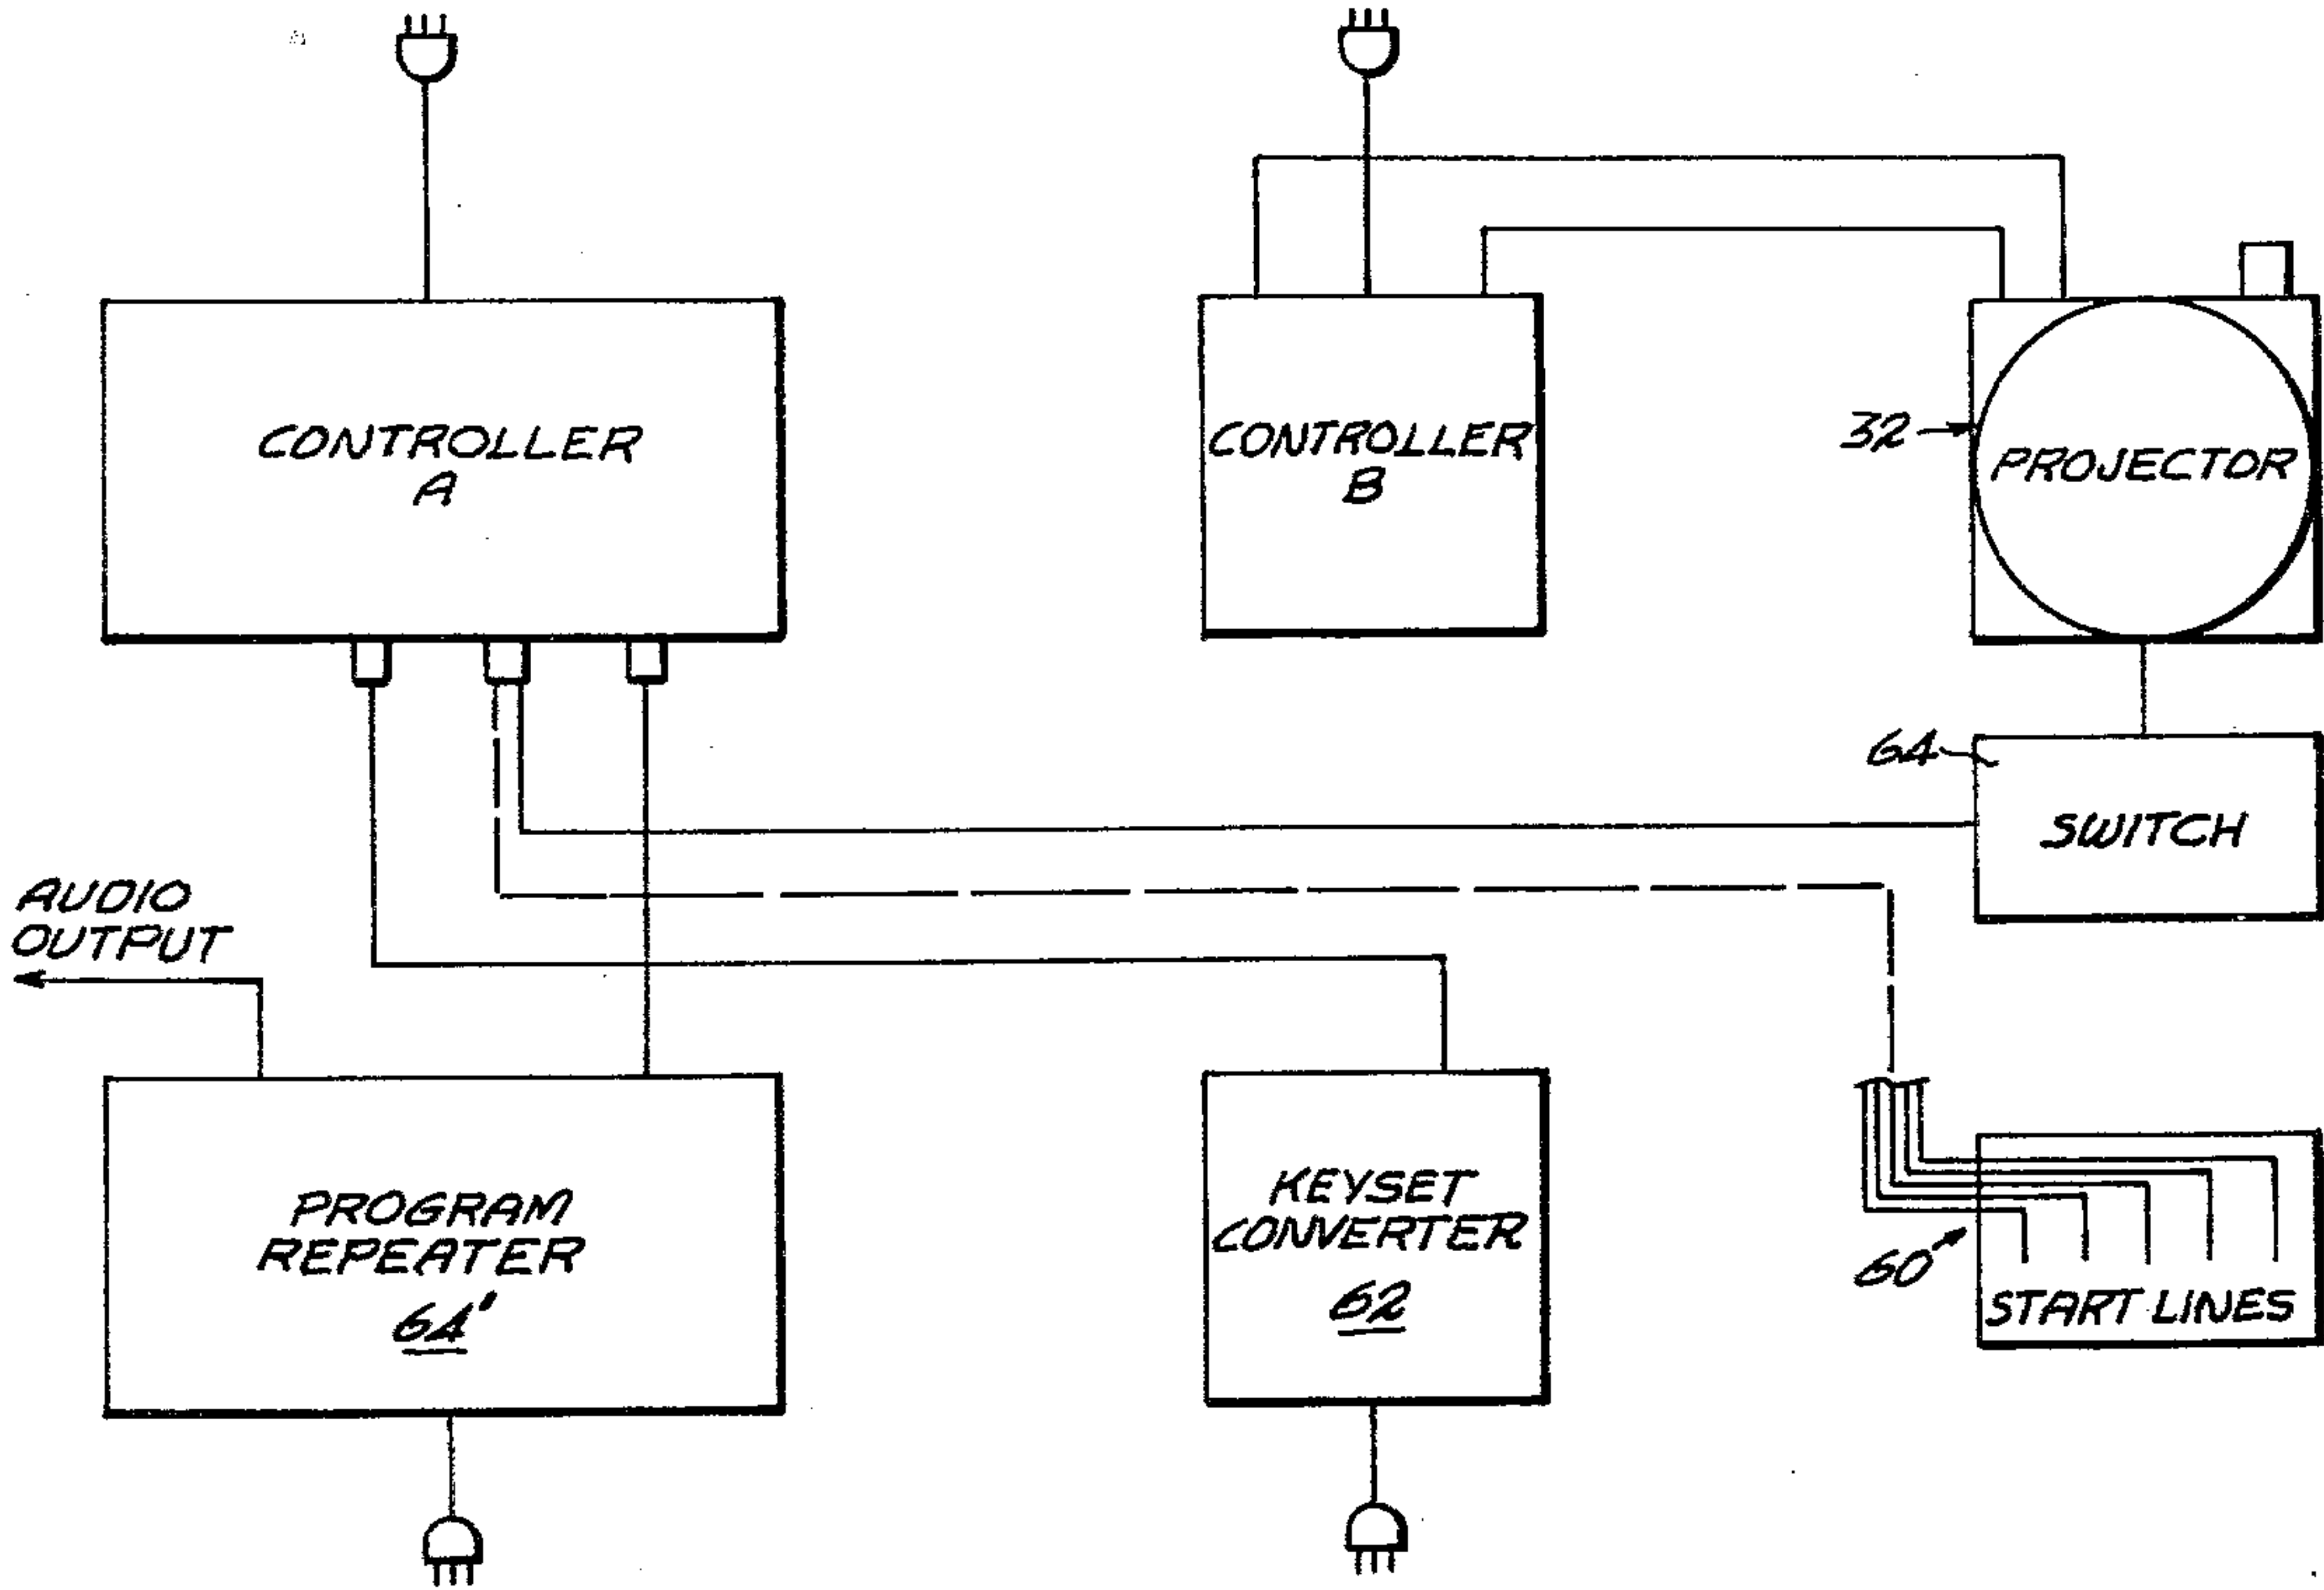 CONTROLLER
A
CONTROLLER
B
32
PROJECTOR
64
SWITCH
AUDIO
OUTPUT
PROGRAM
REPEATER
64'
KEYSET
CONVERTER
62
60
START LINES